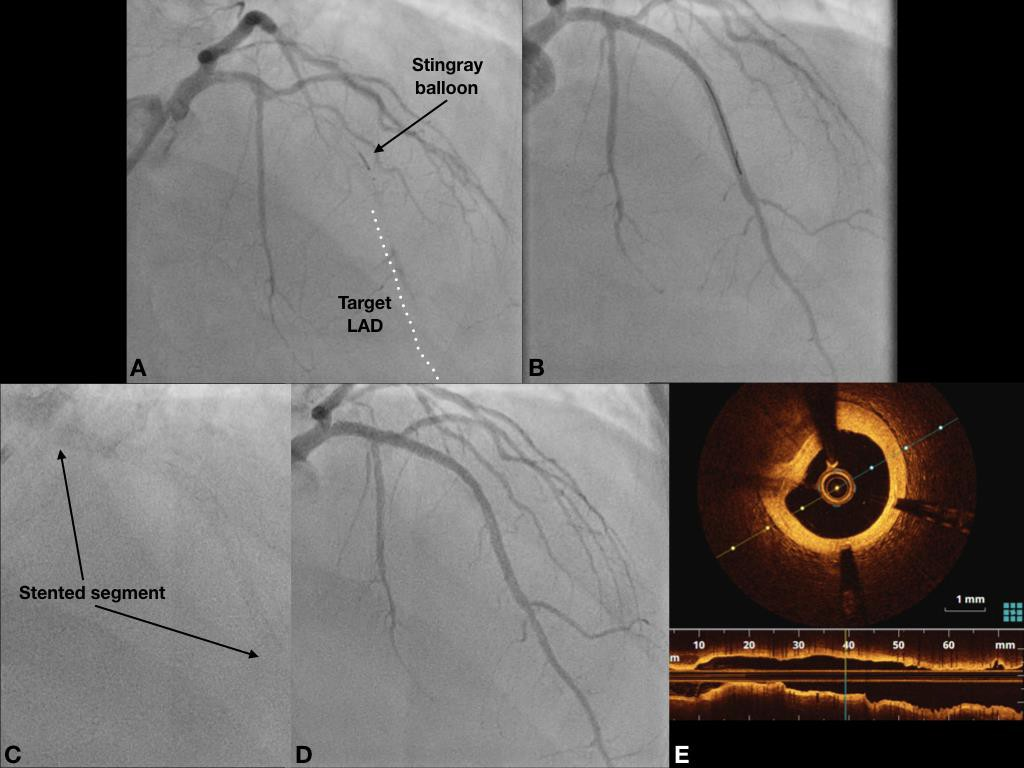 Stingray
balloon
Target
LAD
A
B
Stented segment
C
D
1 mm
10 20 30 40 50 60 mm
m
E